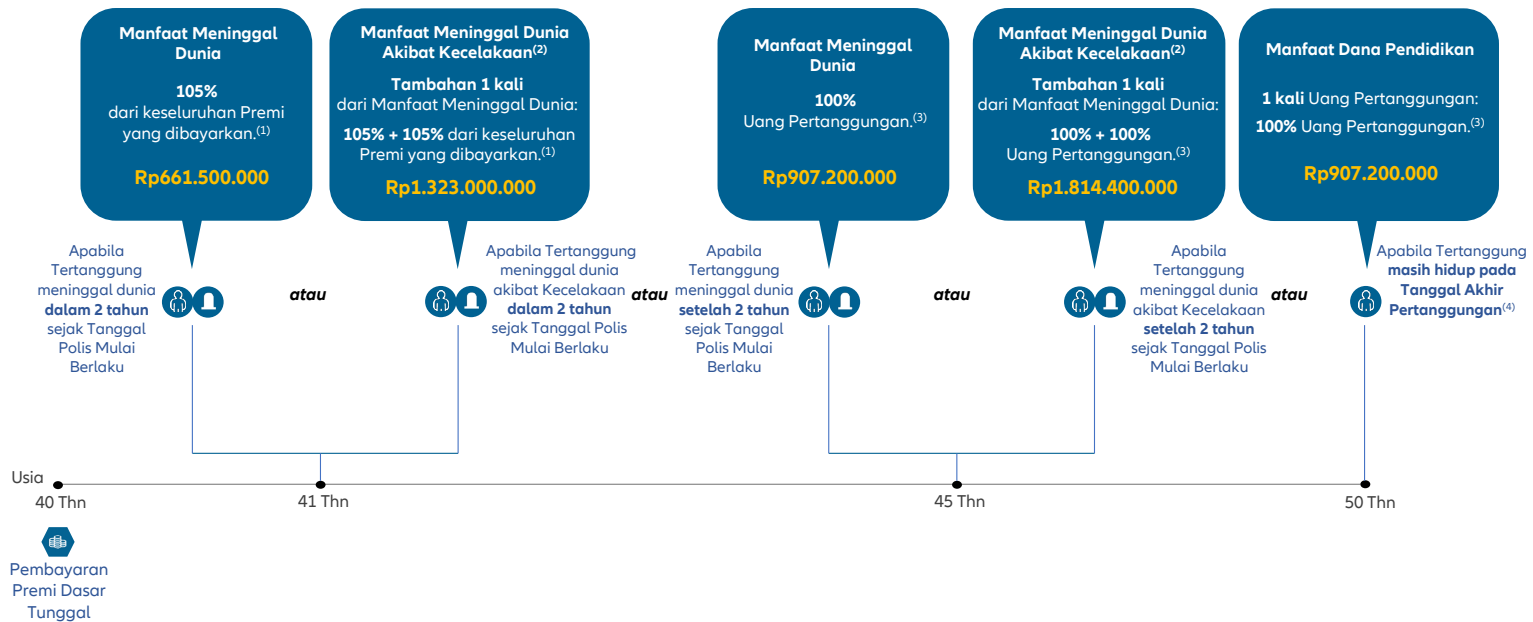 Manfaat Meninggal
Dunia
105%
dari keseluruhan Premi
yang dibayarkan.(1)
Rp661.500.000
Manfaat Meninggal Dunia
Akibat Kecelakaan(2)
Tambahan 1 kali
dari Manfaat Meninggal Dunia:
105% + 105% dari keseluruhan
Premi yang dibayarkan.(1)
Rp1.323.000.000
Manfaat Meninggal
Dunia
100%
Uang Pertanggungan.(3)
Rp907.200.000
Manfaat Meninggal Dunia
Akibat Kecelakaan(2)
Tambahan 1 kali
dari Manfaat Meninggal Dunia:
100% + 100%
Uang Pertanggungan.(3)
Rp1.814.400.000
Manfaat Dana Pendidikan
1 kali Uang Pertanggungan:
100% Uang Pertanggungan.(3)
Rp907.200.000
Apabila
Tertanggung
meninggal dunia
dalam 2 tahun
sejak Tanggal
Polis Mulai
Berlaku
atau
Apabila Tertanggung
meninggal dunia
akibat Kecelakaan
dalam 2 tahun
sejak Tanggal Polis
Mulai Berlaku
atau
Apabila
Tertanggung
meninggal dunia
setelah 2 tahun
sejak Tanggal
Polis Mulai
Berlaku
atau
Apabila
Tertanggung
meninggal dunia
akibat Kecelakaan
setelah 2 tahun
sejak Tanggal Polis
Mulai Berlaku
atau
Apabila Tertanggung
masih hidup pada
Tanggal Akhir
Pertanggungan(4)
Usia
40 Thn
41 Thn
45 Thn
50 Thn
Pembayaran
Premi Dasar
Tunggal